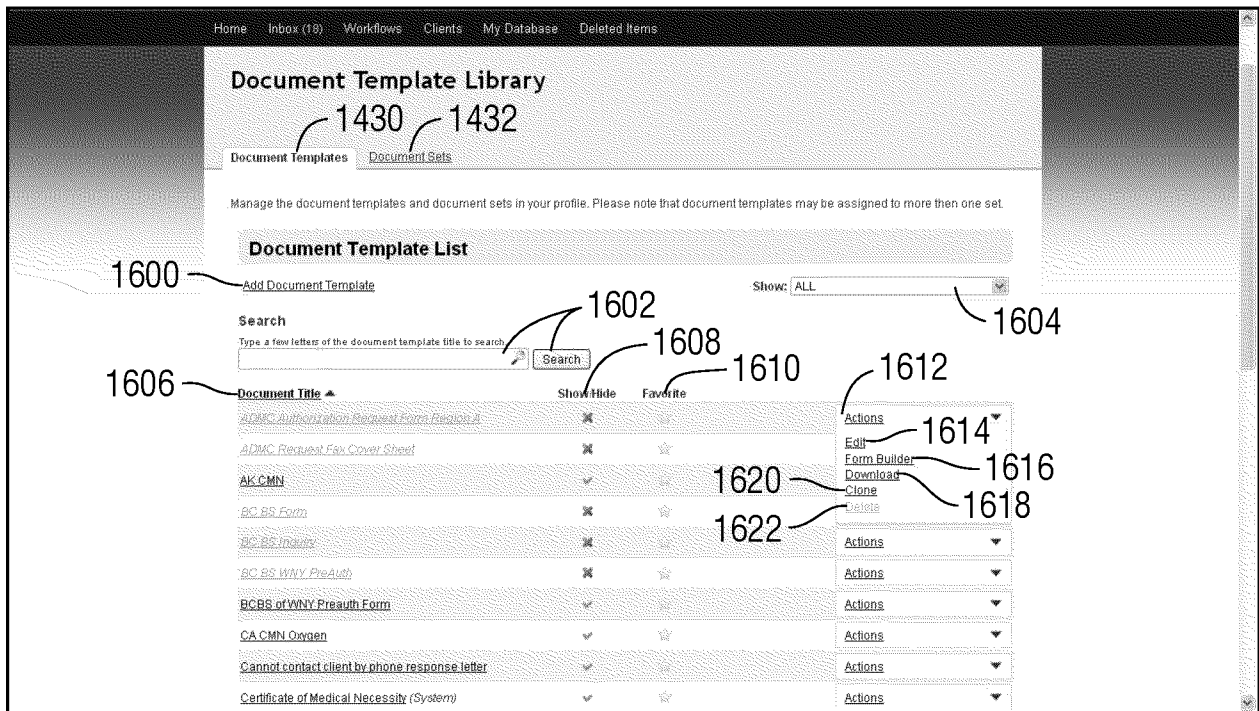 Home Inbox (18) Workflows Clients My Database Deleted Items
Document Template Library
1430 1432
Document Templates Document Sets
Manage the document templates and document sets in your profile. Please note that document templates may be assigned to more then one set.
Document Template List
1600 Add Document Template Show: ALL 1604
Search 1602
Type a few letters of the document template title to search.
Search 1608 1610 1612
1606 Document Title Show/Hide Favorite
ADMC Authorization Request Form Region A Actions
Edit 1614
ADMC Request Fax Cover Sheet Form Builder 1616
Download 1618
AK CMN 1620 Clone
BC BS Form 1622 Delete
BC BS Inquiry Actions
BC BS WNY PreAuth Actions
BCBS of WNY Preauth Form Actions
CA CMN Oxygen Actions
Cannot contact client by phone response letter Actions
Certificate of Medical Necessity (System) Actions